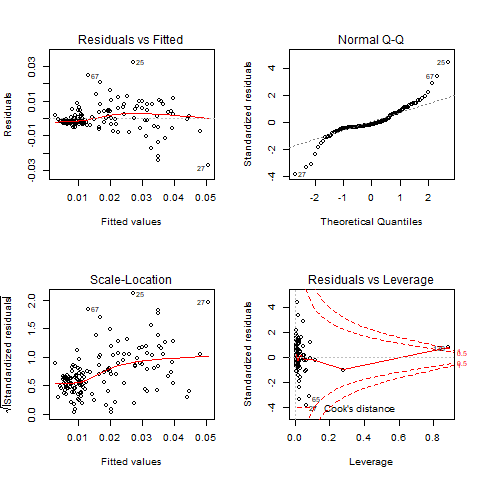 Residuals vs Fitted
Residuals
-0.03 0.00 0.01 0.03
25
67
27
0.01 0.02 0.03 0.04 0.05
Fitted values
Normal Q-Q
Standardized residuals
-4 -2 0 2 4
25
67
27
-2 -1 0 1 2
Theoretical Quantiles
Scale-Location
√|Standardized residuals|
0.0 0.5 1.0 1.5 2.0
25
67
27
0.01 0.02 0.03 0.04 0.05
Fitted values
Residuals vs Leverage
Standardized residuals
-4 -2 0 2 4
0.5
0.5
65
27
Cook's distance
0.0 0.2 0.4 0.6 0.8
Leverage